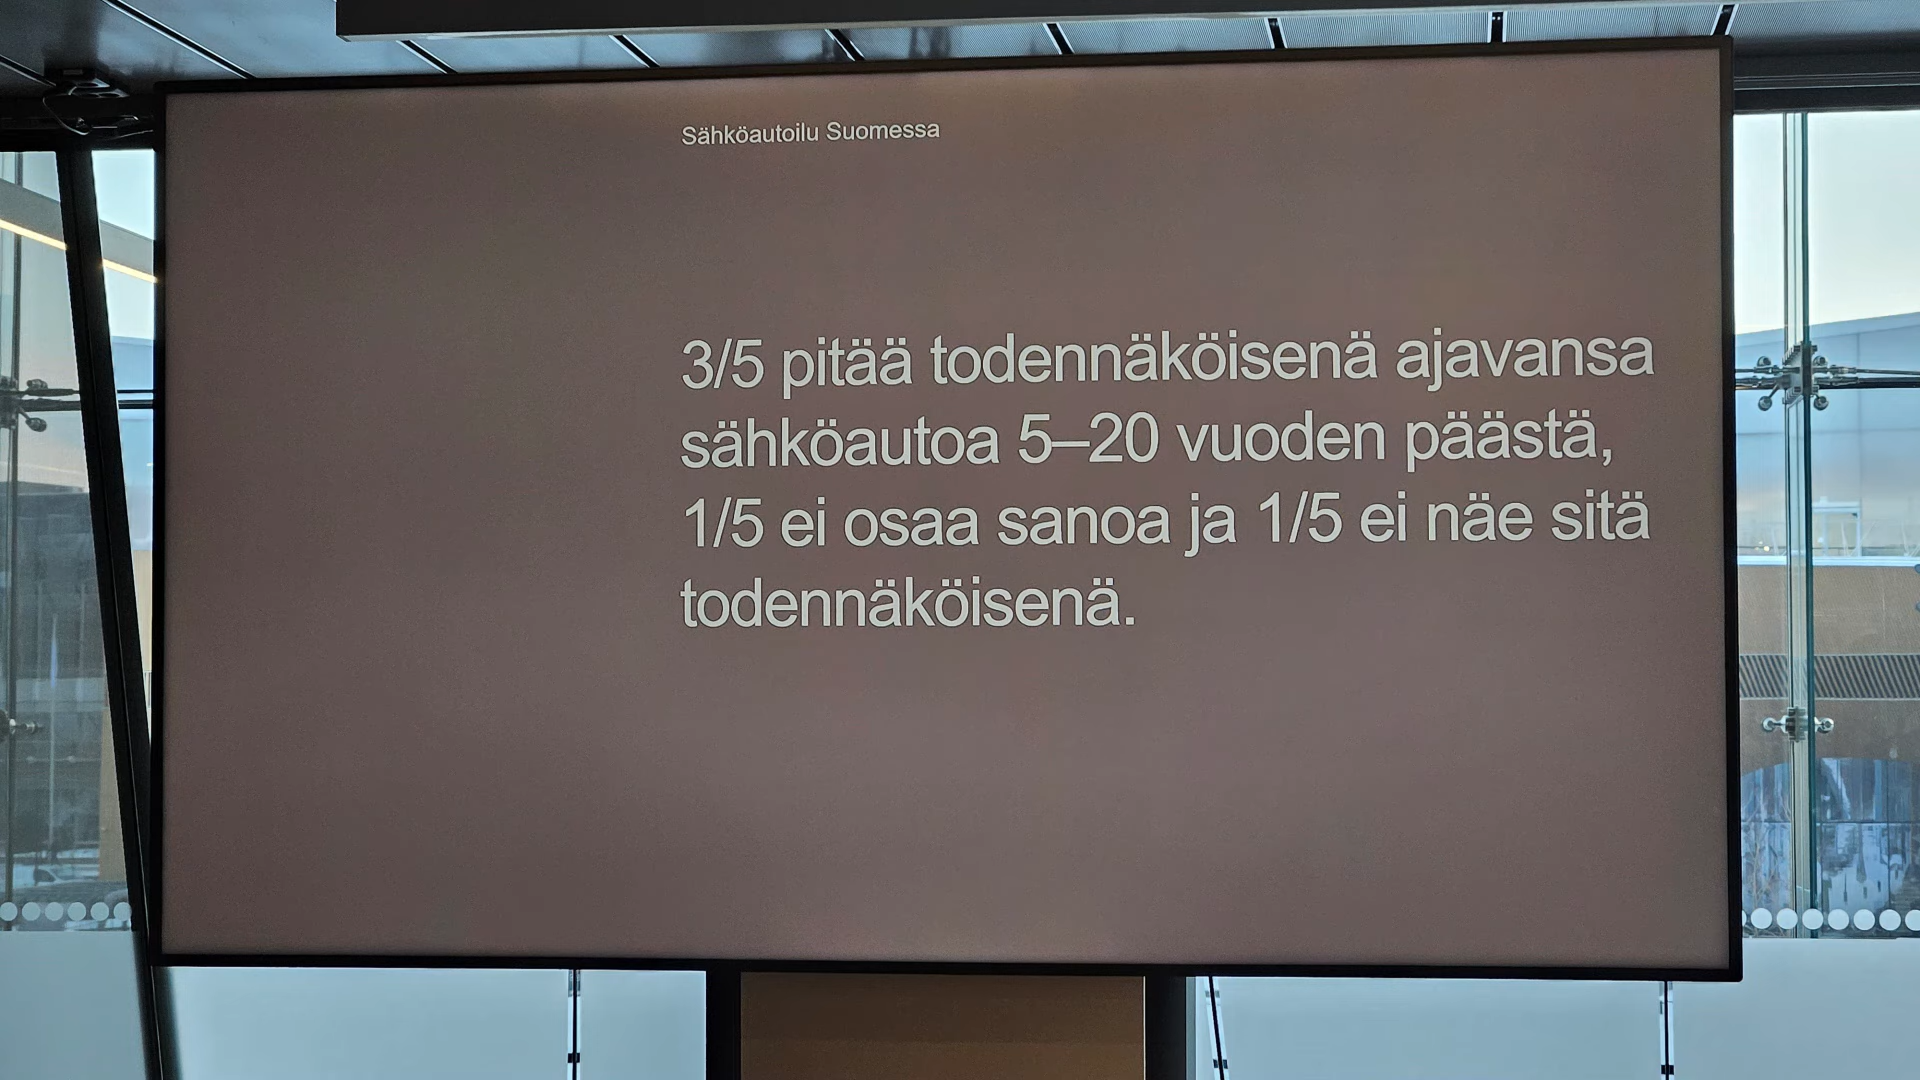 Sähköautoilu Suomessa
3/5 pitää todennäköisenä ajavansa
sähköautoa 5–20 vuoden päästä,
1/5 ei osaa sanoa ja 1/5 ei näe sitä
todennäköisenä.